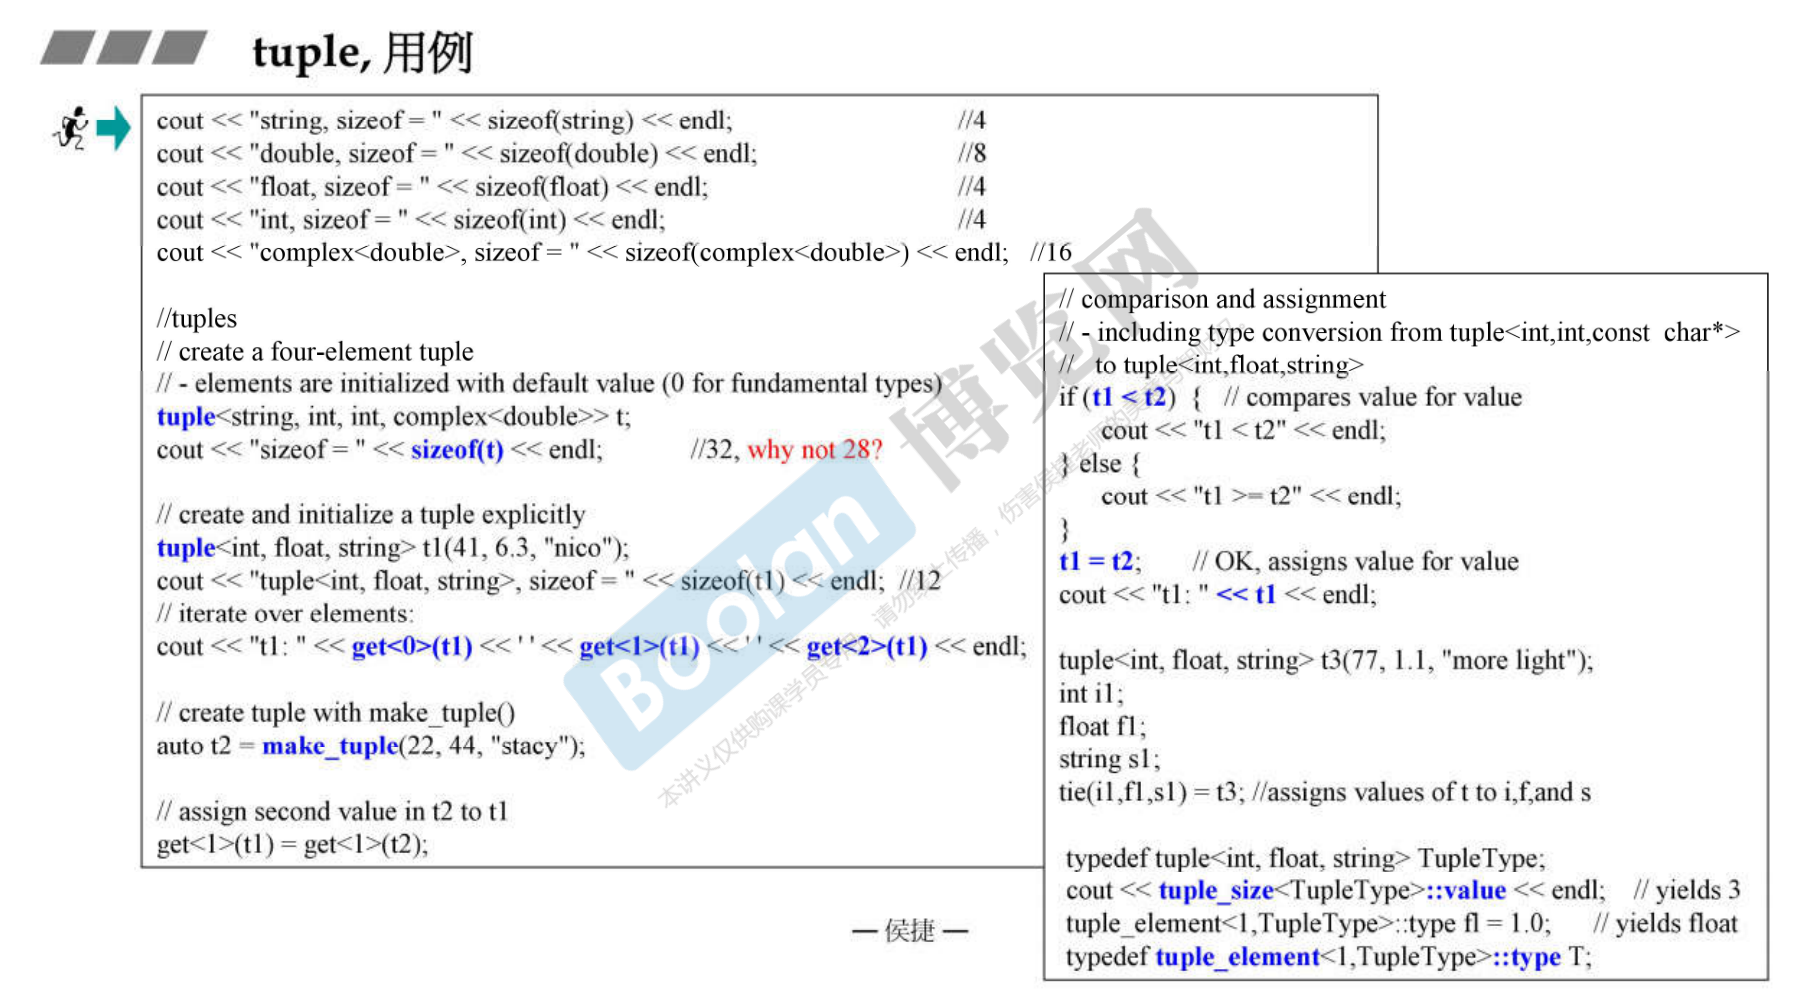 tuple, 用例
cout << "string, sizeof = " << sizeof(string) << endl; //4
cout << "double, sizeof = " << sizeof(double) << endl; //8
cout << "float, sizeof = " << sizeof(float) << endl; //4
cout << "int, sizeof = " << sizeof(int) << endl; //4
cout << "complex<double>, sizeof = " << sizeof(complex<double>) << endl; //16
//tuples
// create a four-element tuple
// - elements are initialized with default value (0 for fundamental types)
tuple<string, int, int, complex<double>> t;
cout << "sizeof = " << sizeof(t) << endl; //32, why not 28?
// create and initialize a tuple explicitly
tuple<int, float, string> t1(41, 6.3, "nico");
cout << "tuple<int, float, string>, sizeof = " << sizeof(t1) << endl; //12
// iterate over elements:
cout << "t1: " << get<0>(t1) << ' ' << get<1>(t1) << ' ' << get<2>(t1) << endl;
// create tuple with make_tuple()
auto t2 = make_tuple(22, 44, "stacy");
// assign second value in t2 to t1
get<1>(t1) = get<1>(t2);
// comparison and assignment
// - including type conversion from tuple<int,int,const char*>
// to tuple<int,float,string>
if (t1 < t2) { // compares value for value
cout << "t1 < t2" << endl;
} else {
cout << "t1 >= t2" << endl;
}
t1 = t2; // OK, assigns value for value
cout << "t1: " << t1 << endl;
tuple<int, float, string> t3(77, 1.1, "more light");
int i1;
float f1;
string s1;
tie(i1,f1,s1) = t3; //assigns values of t to i,f,and s
typedef tuple<int, float, string> TupleType;
cout << tuple_size<TupleType>::value << endl; // yields 3
tuple_element<1,TupleType>::type fl = 1.0; // yields float
typedef tuple_element<1,TupleType>::type T;
— 侯捷 —
Boolan 博览网
本讲义仅供购课学员专用，请勿上传播，伤害侯捷老师的美